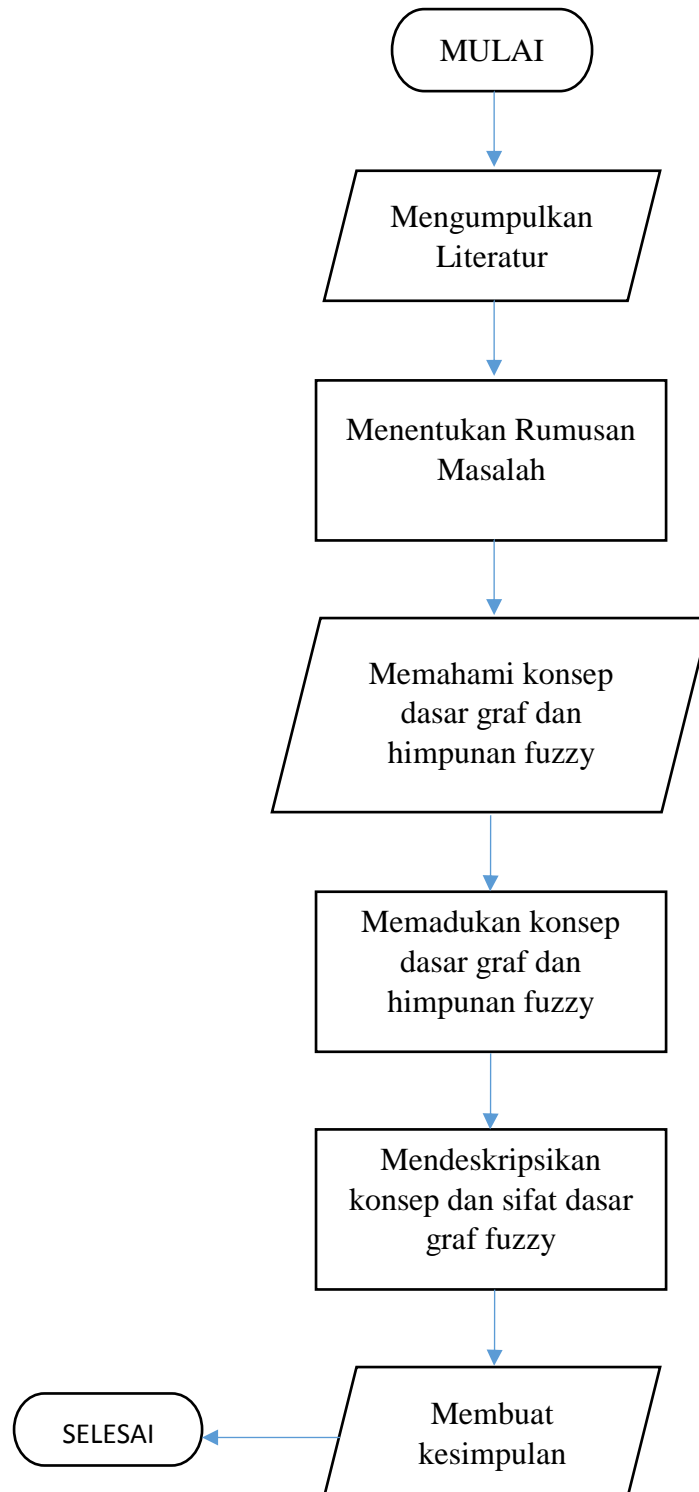 MULAI
Mengumpulkan
Literatur
Menentukan Rumusan
Masalah
Memahami konsep
dasar graf dan
himpunan fuzzy
Memadukan konsep
dasar graf dan
himpunan fuzzy
Mendeskripsikan
konsep dan sifat dasar
graf fuzzy
Membuat
kesimpulan
SELESAI